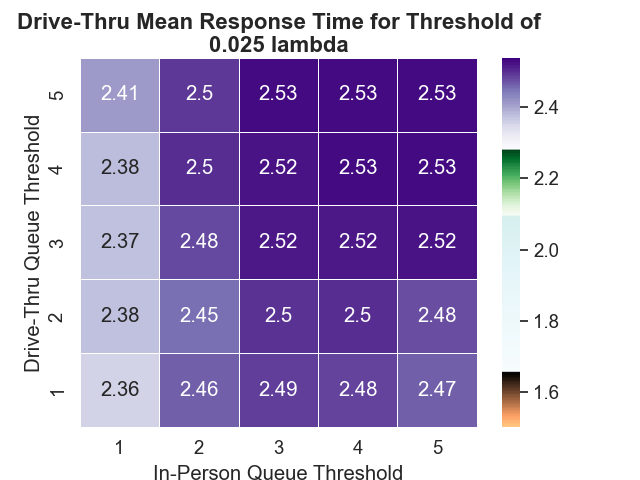 Drive-Thru Mean Response Time for Threshold of
0.025 lambda
Drive-Thru Queue Threshold
5 2.41 2.5 2.53 2.53 2.53
4 2.38 2.5 2.52 2.53 2.53
3 2.37 2.48 2.52 2.52 2.52
2 2.38 2.45 2.5 2.5 2.48
1 2.36 2.46 2.49 2.48 2.47
1 2 3 4 5
In-Person Queue Threshold
2.4
2.2
2.0
1.8
1.6